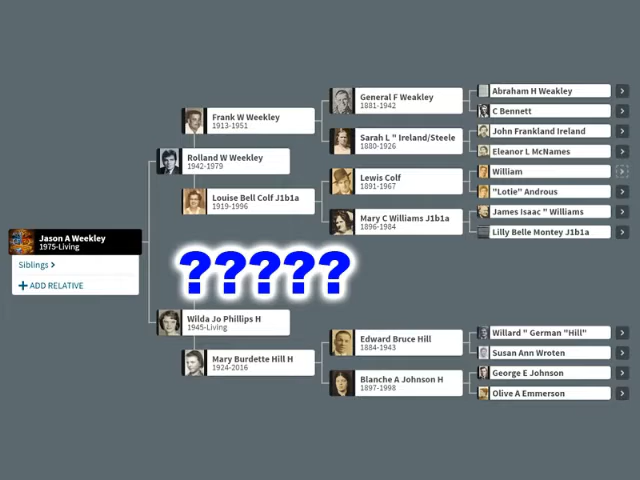 Abraham H Weakley
General F Weakley
1881-1942
C Bennett
Frank W Weekley
1913-1951
John Frankland Ireland
Sarah L " Ireland/Steele
1880-1926
Eleanor L McNames
Rolland W Weekley
1942-1979
William
Lewis Colf
1891-1967
"Lotie" Androus
Louise Bell Colf J1b1a
1919-1996
James Isaac " Williams
Mary C Williams J1b1a
1896-1984
Lilly Belle Montey J1b1a
Jason A Weekley
1975-Living
Siblings >
+ ADD RELATIVE
?????
Wilda Jo Phillips H
1945-Living
Willard " German "Hill"
Edward Bruce Hill
1884-1943
Susan Ann Wroten
Mary Burdette Hill H
1924-2016
George E Johnson
Blanche A Johnson H
1897-1998
Olive A Emmerson